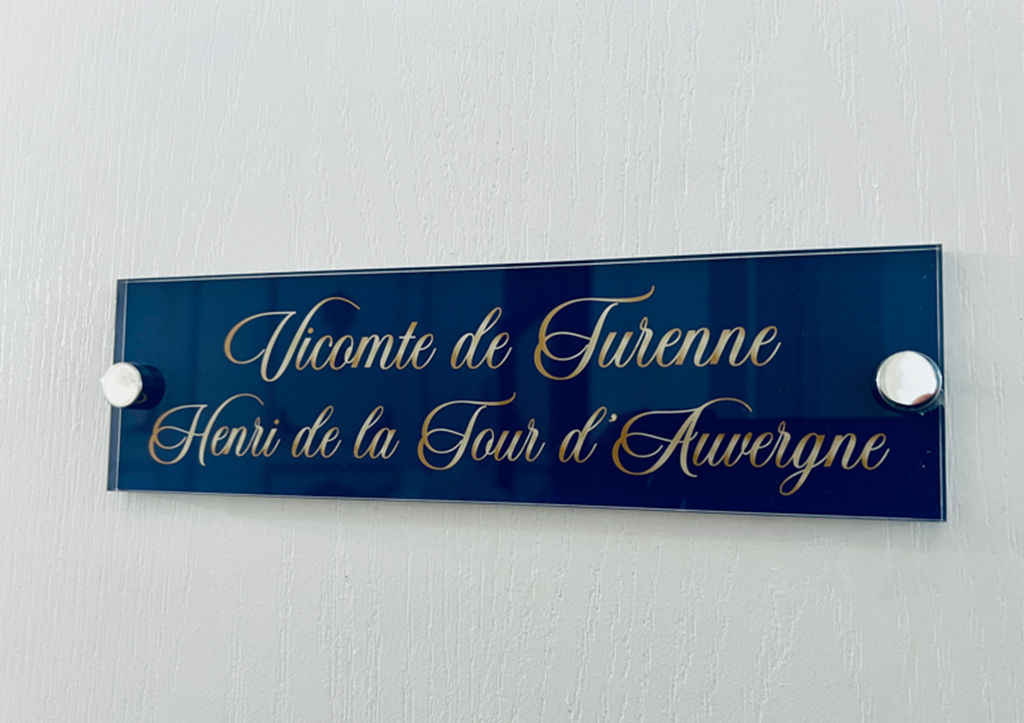 Vicomte de Turenne
Henri de la Tour d'Auvergne